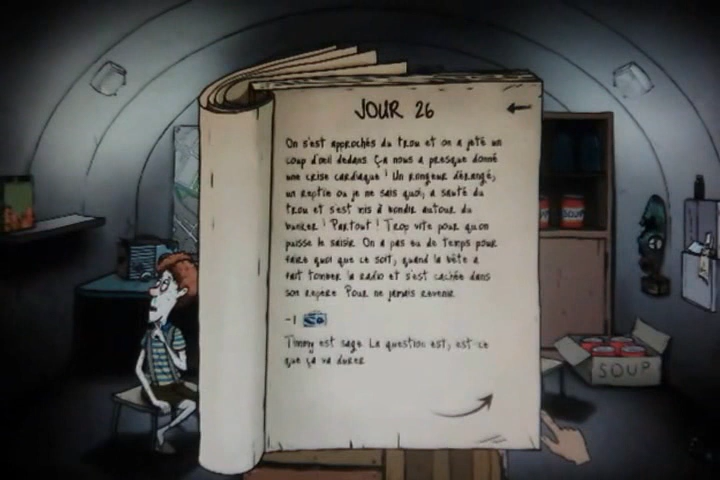 JOUR 26
On s'est approchés du trou et on a jeté un
coup d'oeil dedans. Ça nous a presque donné
une crise cardiaque ! Un rongeur dérangé,
un reptile ou je ne sais quoi, a sauté du
trou et s'est mis à bondir autour du
bunker ! Partout ! Trop vite pour qu'on
puisse le saisir. On a pas eu de temps pour
faire quoi que ce soit, quand la bête a
fait tomber la radio et s'est cachée dans
son repère. Pour ne jamais revenir.
-1
Timmy est sage. La question est, est-ce
que ça va durer
SOUP
SOUP